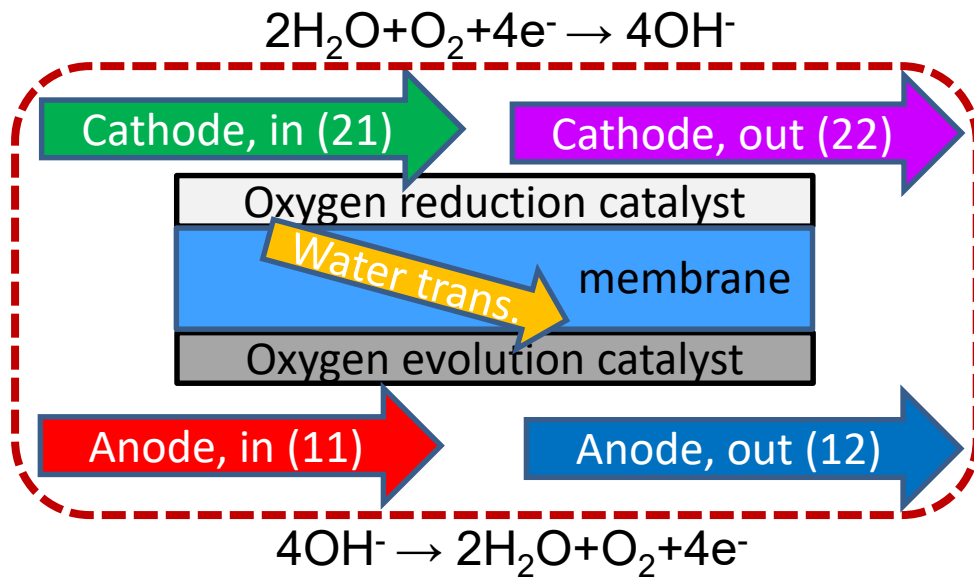 2H₂O+O₂+4e⁻ → 4OH⁻
Cathode, in (21)
Cathode, out (22)
Oxygen reduction catalyst
Water trans.
membrane
Oxygen evolution catalyst
Anode, in (11)
Anode, out (12)
4OH⁻ → 2H₂O+O₂+4e⁻